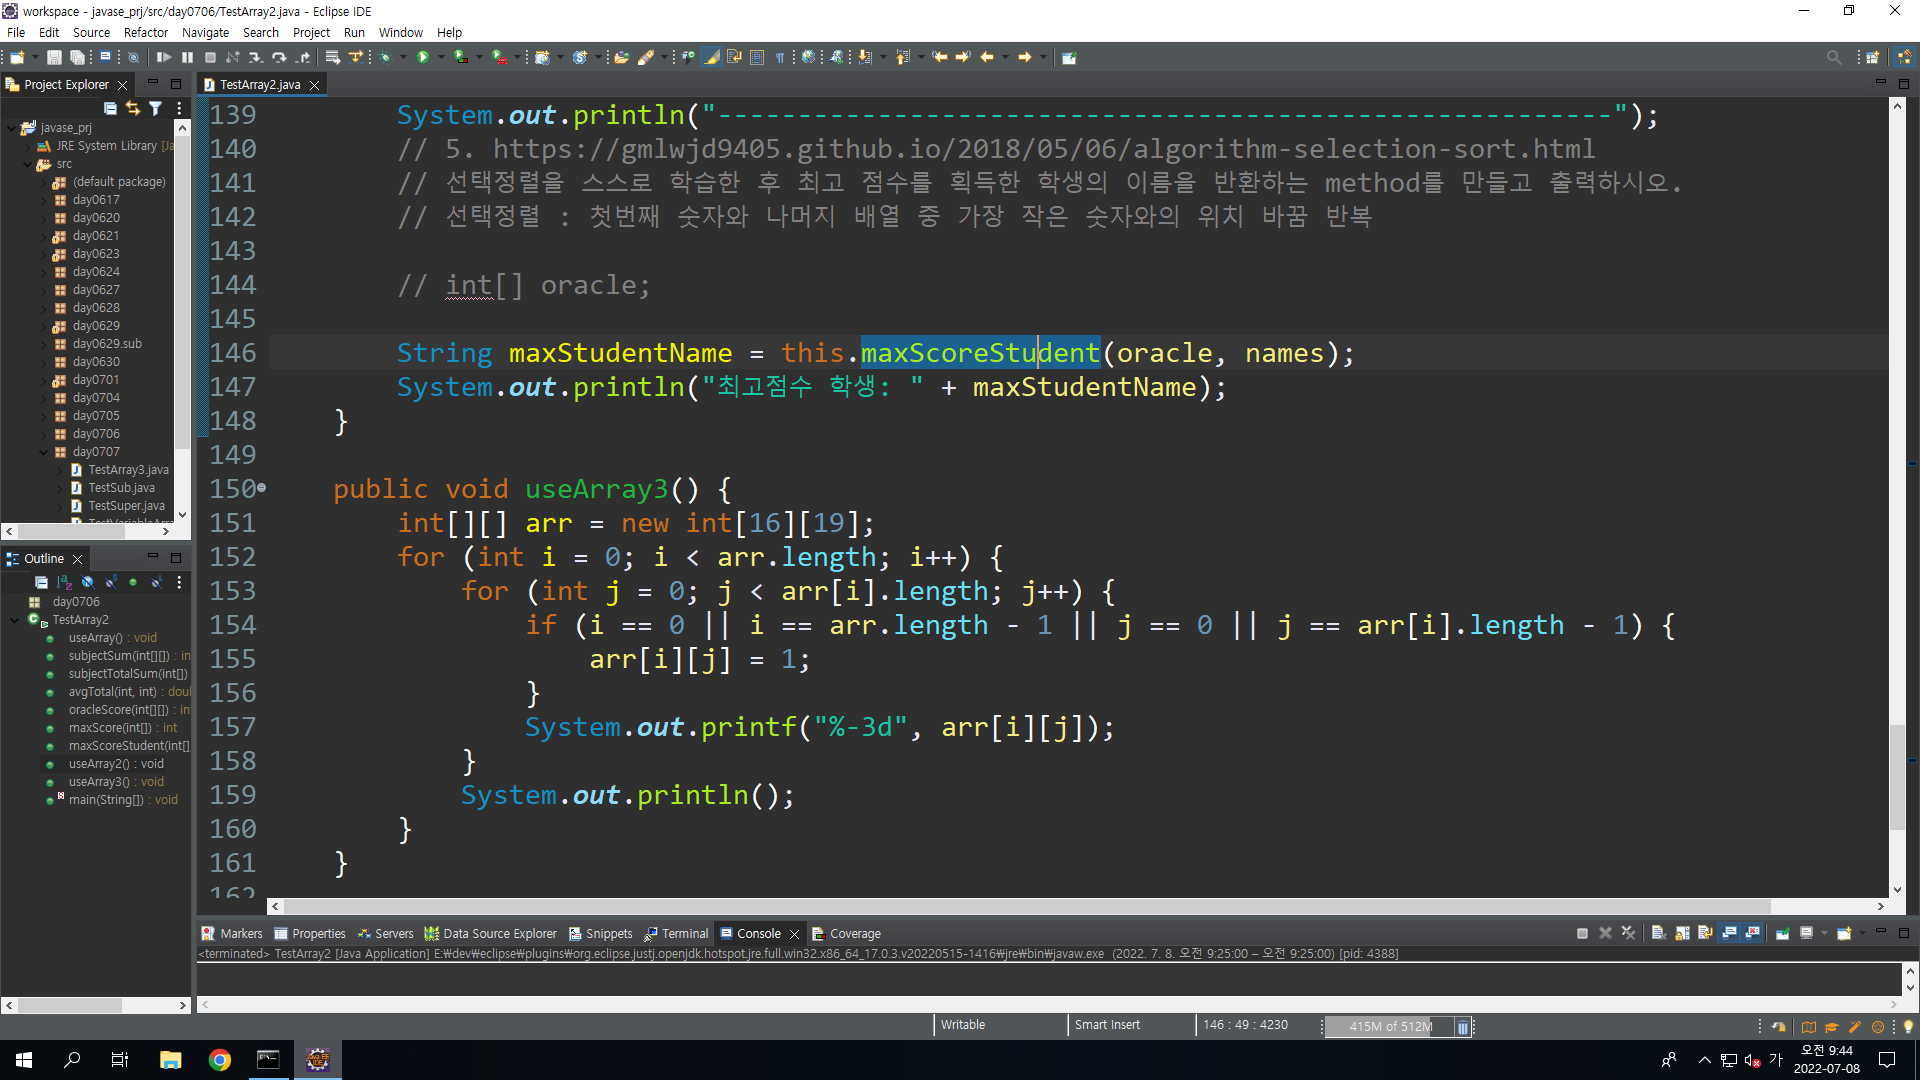 workspace - javase_prj/src/day0706/TestArray2.java - Eclipse IDE
File Edit Source Refactor Navigate Search Project Run Window Help
Project Explorer
TestArray2.java
javase_prj
JRE System Library [Ja
src
(default package)
day0617
day0620
day0621
day0623
day0624
day0627
day0628
day0629
day0629.sub
day0630
day0701
day0704
day0705
day0706
day0707
TestArray3.java
TestSub.java
TestSuper.java
Outline
day0706
TestArray2
useArray() : void
subjectSum(int[][]) : in
subjectTotalSum(int[])
avgTotal(int, int) : doul
oracleScore(int[][]) : in
maxScore(int[]) : int
maxScoreStudent(int[]
useArray2() : void
useArray3() : void
main(String[]) : void
139 System.out.println("--------------------------------------------------------");
140 // 5. https://gmlwjd9405.github.io/2018/05/06/algorithm-selection-sort.html
141 // 선택정렬을 스스로 학습한 후 최고 점수를 획득한 학생의 이름을 반환하는 method를 만들고 출력하시오.
142 // 선택정렬 : 첫번째 숫자와 나머지 배열 중 가장 작은 숫자와의 위치 바꿈 반복
143
144 // int[] oracle;
145
146 String maxStudentName = this.maxScoreStudent(oracle, names);
147 System.out.println("최고점수 학생: " + maxStudentName);
148 }
149
150 public void useArray3() {
151 int[][] arr = new int[16][19];
152 for (int i = 0; i < arr.length; i++) {
153 for (int j = 0; j < arr[i].length; j++) {
154 if (i == 0 || i == arr.length - 1 || j == 0 || j == arr[i].length - 1) {
155 arr[i][j] = 1;
156 }
157 System.out.printf("%-3d", arr[i][j]);
158 }
159 System.out.println();
160 }
161 }
162
Markers Properties Servers Data Source Explorer Snippets Terminal Console Coverage
<terminated> TestArray2 [Java Application] E:₩dev₩eclipse₩plugins₩org.eclipse.justj.openjdk.hotspot.jre.full.win32.x86_64_17.0.3.v20220515-1416₩jre₩bin₩javaw.exe (2022. 7. 8. 오전 9:25:00 – 오전 9:25:00) [pid: 4388]
Writable Smart Insert 146 : 49 : 4230 415M of 512M
가 오전 9:44
2022-07-08